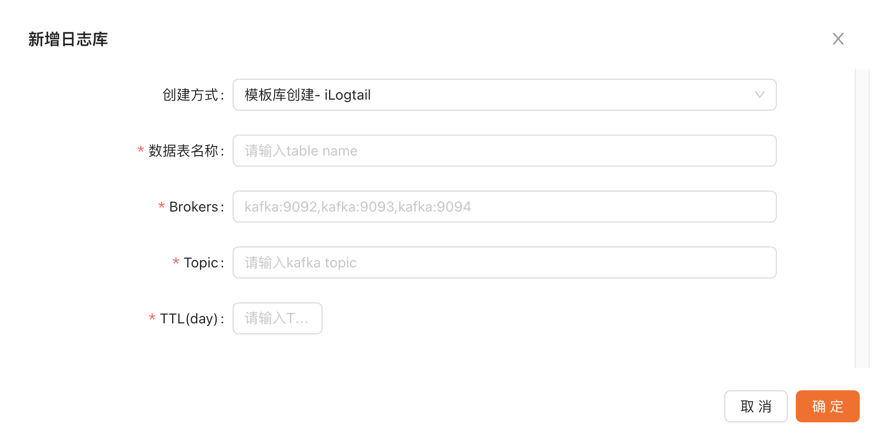 新增日志库
创建方式: 模板库创建- iLogtail
* 数据表名称: 请输入table name
* Brokers: kafka:9092,kafka:9093,kafka:9094
* Topic: 请输入kafka topic
* TTL(day): 请输入T...
取 消 确 定